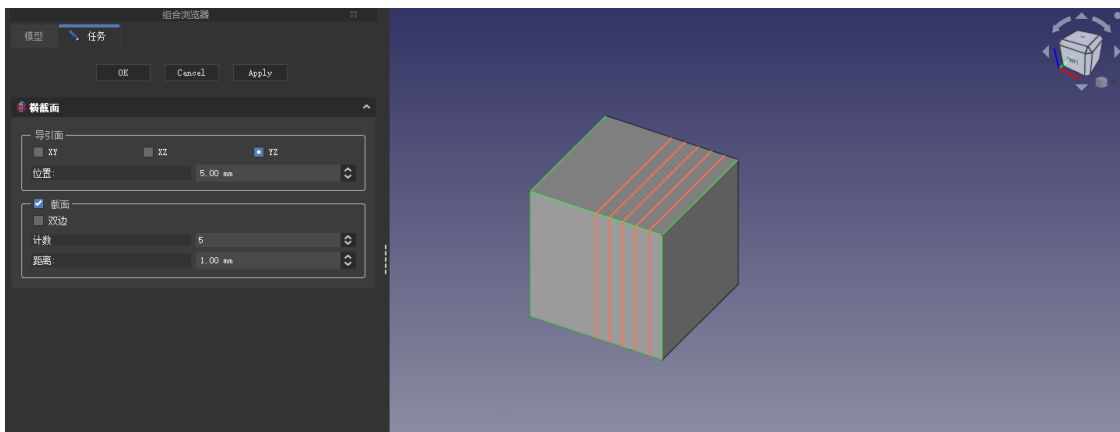 组合浏览器
模型 任务
OK Cancel Apply
横截面
导引面
XY XZ YZ
位置: 5.00 mm
截面
双边
计数 5
距离: 1.00 mm
FRONT